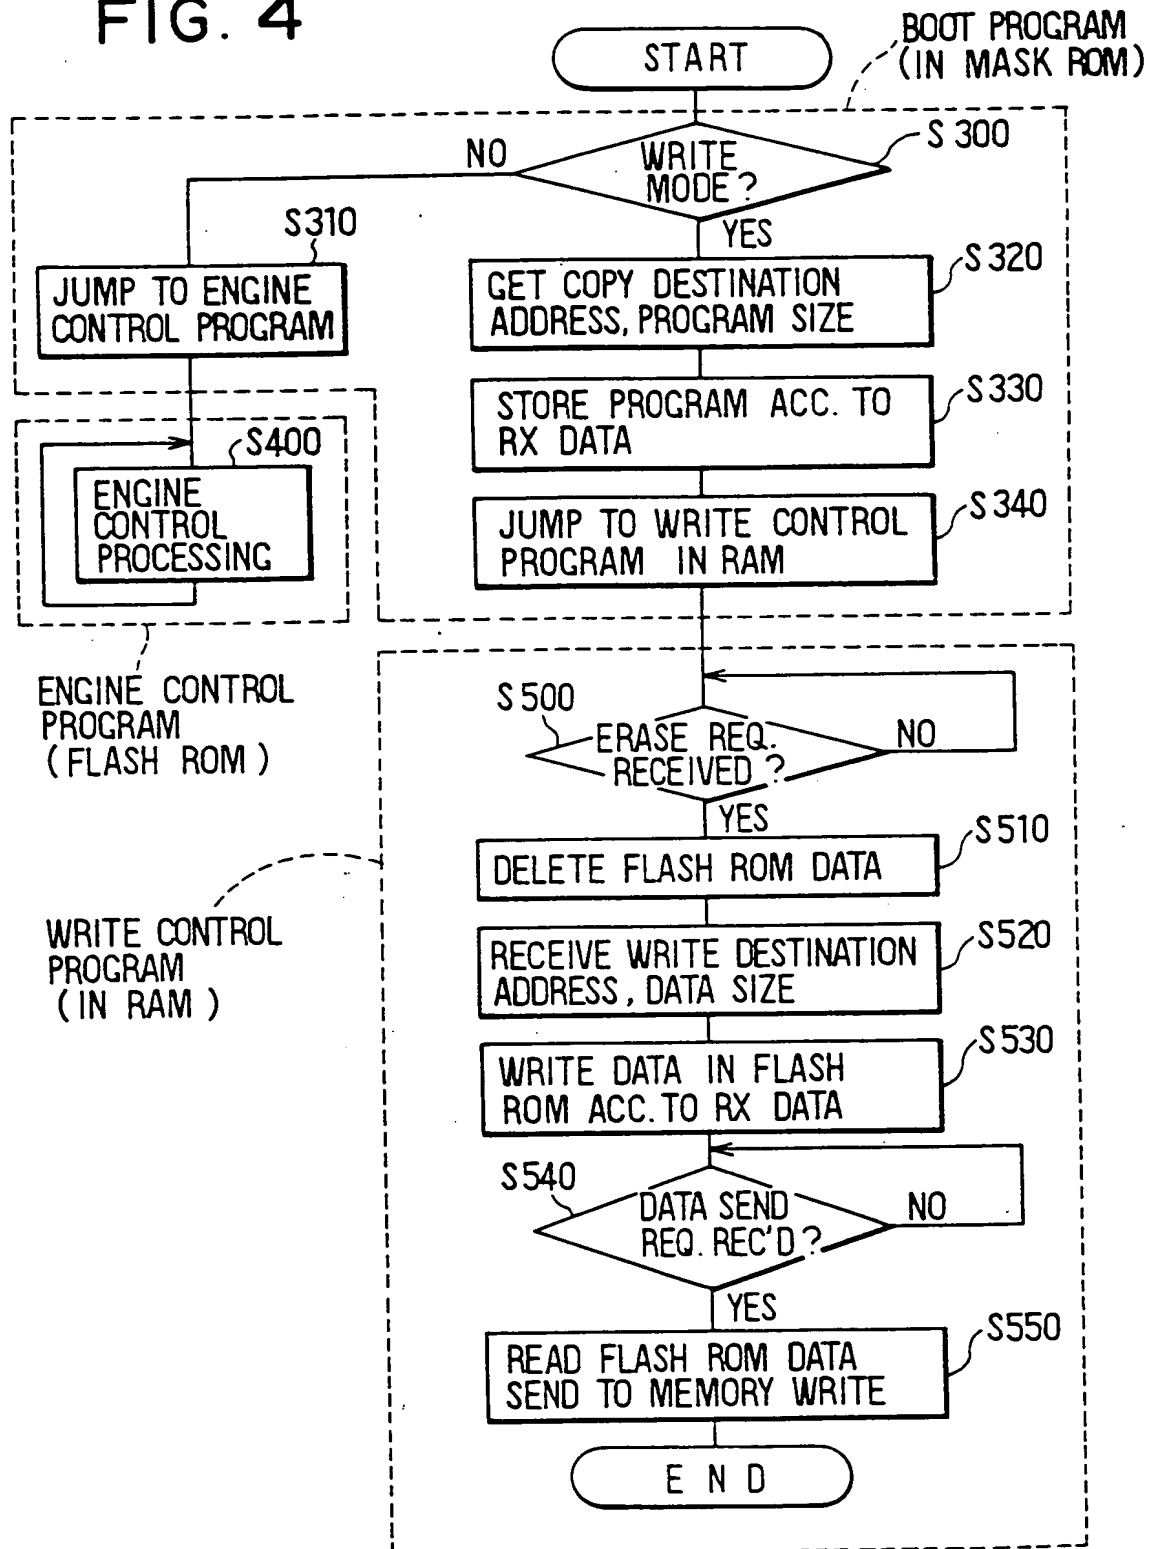 FIG. 4
BOOT PROGRAM
(IN MASK ROM)
START
S300
WRITE
MODE?
NO
YES
S310
JUMP TO ENGINE
CONTROL PROGRAM
S320
GET COPY DESTINATION
ADDRESS, PROGRAM SIZE
S330
STORE PROGRAM ACC. TO
RX DATA
S340
JUMP TO WRITE CONTROL
PROGRAM IN RAM
S400
ENGINE
CONTROL
PROCESSING
ENGINE CONTROL
PROGRAM
(FLASH ROM)
S500
ERASE REQ.
RECEIVED?
NO
YES
S510
DELETE FLASH ROM DATA
WRITE CONTROL
PROGRAM
(IN RAM)
S520
RECEIVE WRITE DESTINATION
ADDRESS, DATA SIZE
S530
WRITE DATA IN FLASH
ROM ACC. TO RX DATA
S540
DATA SEND
REQ. REC'D?
NO
YES
S550
READ FLASH ROM DATA
SEND TO MEMORY WRITE
END